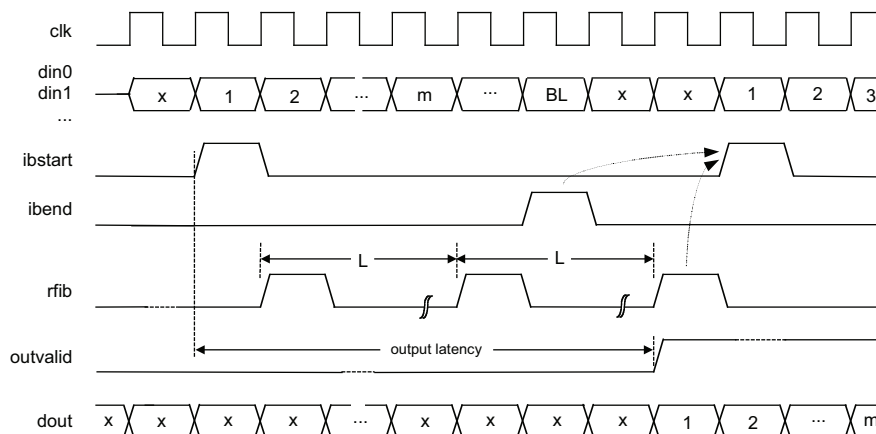 clk
din0
din1
...
x 1 2 ... m ... BL x x 1 2 3
ibstart
ibend
L L
rfib
output latency
outvalid
dout
x x x x x ... x x x x 1 2 ... m